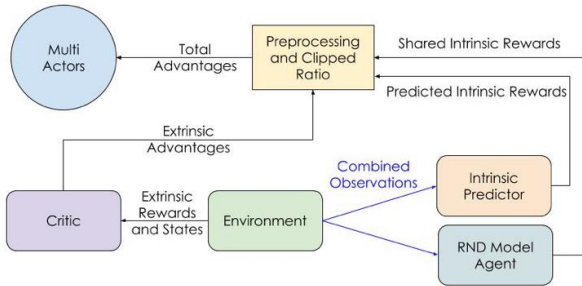 Multi
Actors
Total
Advantages
Preprocessing
and Clipped
Ratio
Shared Intrinsic Rewards
Predicted Intrinsic Rewards
Extrinsic
Advantages
Combined
Observations
Critic
Extrinsic
Rewards
and States
Environment
Intrinsic
Predictor
RND Model
Agent